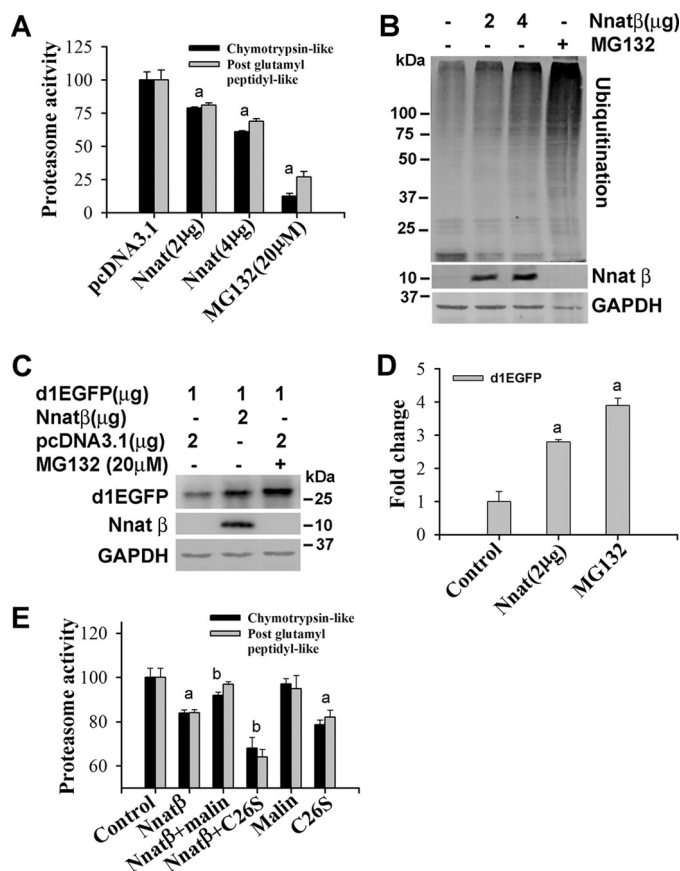 A
Proteasome acitvity
125
100
75
50
25
0
Chymotrypsin-like
Post glutamyl
peptidyl-like
a
a
a
pcDNA3.1
Nnat(2μg)
Nnat(4μg)
MG132(20μM)
B
- 2 4 - Nnatβ(μg)
- - - + MG132
kDa
100
75
50
37
25
10
37
Ubiquitination
Nnat β
GAPDH
C
d1EGFP(μg) 1 1 1
Nnatβ(μg) - 2 -
pcDNA3.1(μg) 2 - 2
MG132 (20μM) - - +
kDa
d1EGFP
25
Nnat β
10
37
GAPDH
D
Fold change
5
4
3
2
1
0
d1EGFP
a
a
Control
Nnat(2μg)
MG132
E
Proteasome activity
120
100
80
60
Chymotrypsin-like
Post glutamyl
peptidyl-like
a
b
b
a
Control
Nnatβ
Nnatβ+malin
Nnatβ+C26S
Malin
C26S